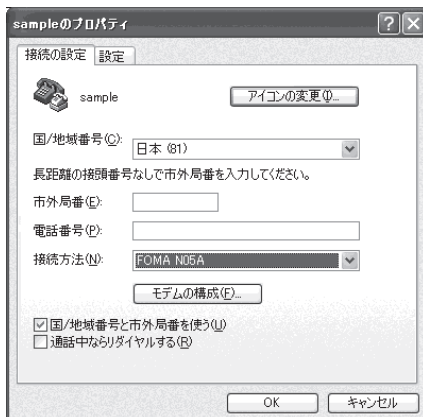 sampleのプロパティ
接続の設定 設定
sample アイコンの変更(I)...
国/地域番号(C): 日本 (81)
長距離の接頭番号なしで市外局番を入力してください。
市外局番(E):
電話番号(P):
接続方法(N): FOMA N05A
モデムの構成(F)...
国/地域番号と市外局番を使う(U)
通話中ならリダイヤルする(R)
OK キャンセル